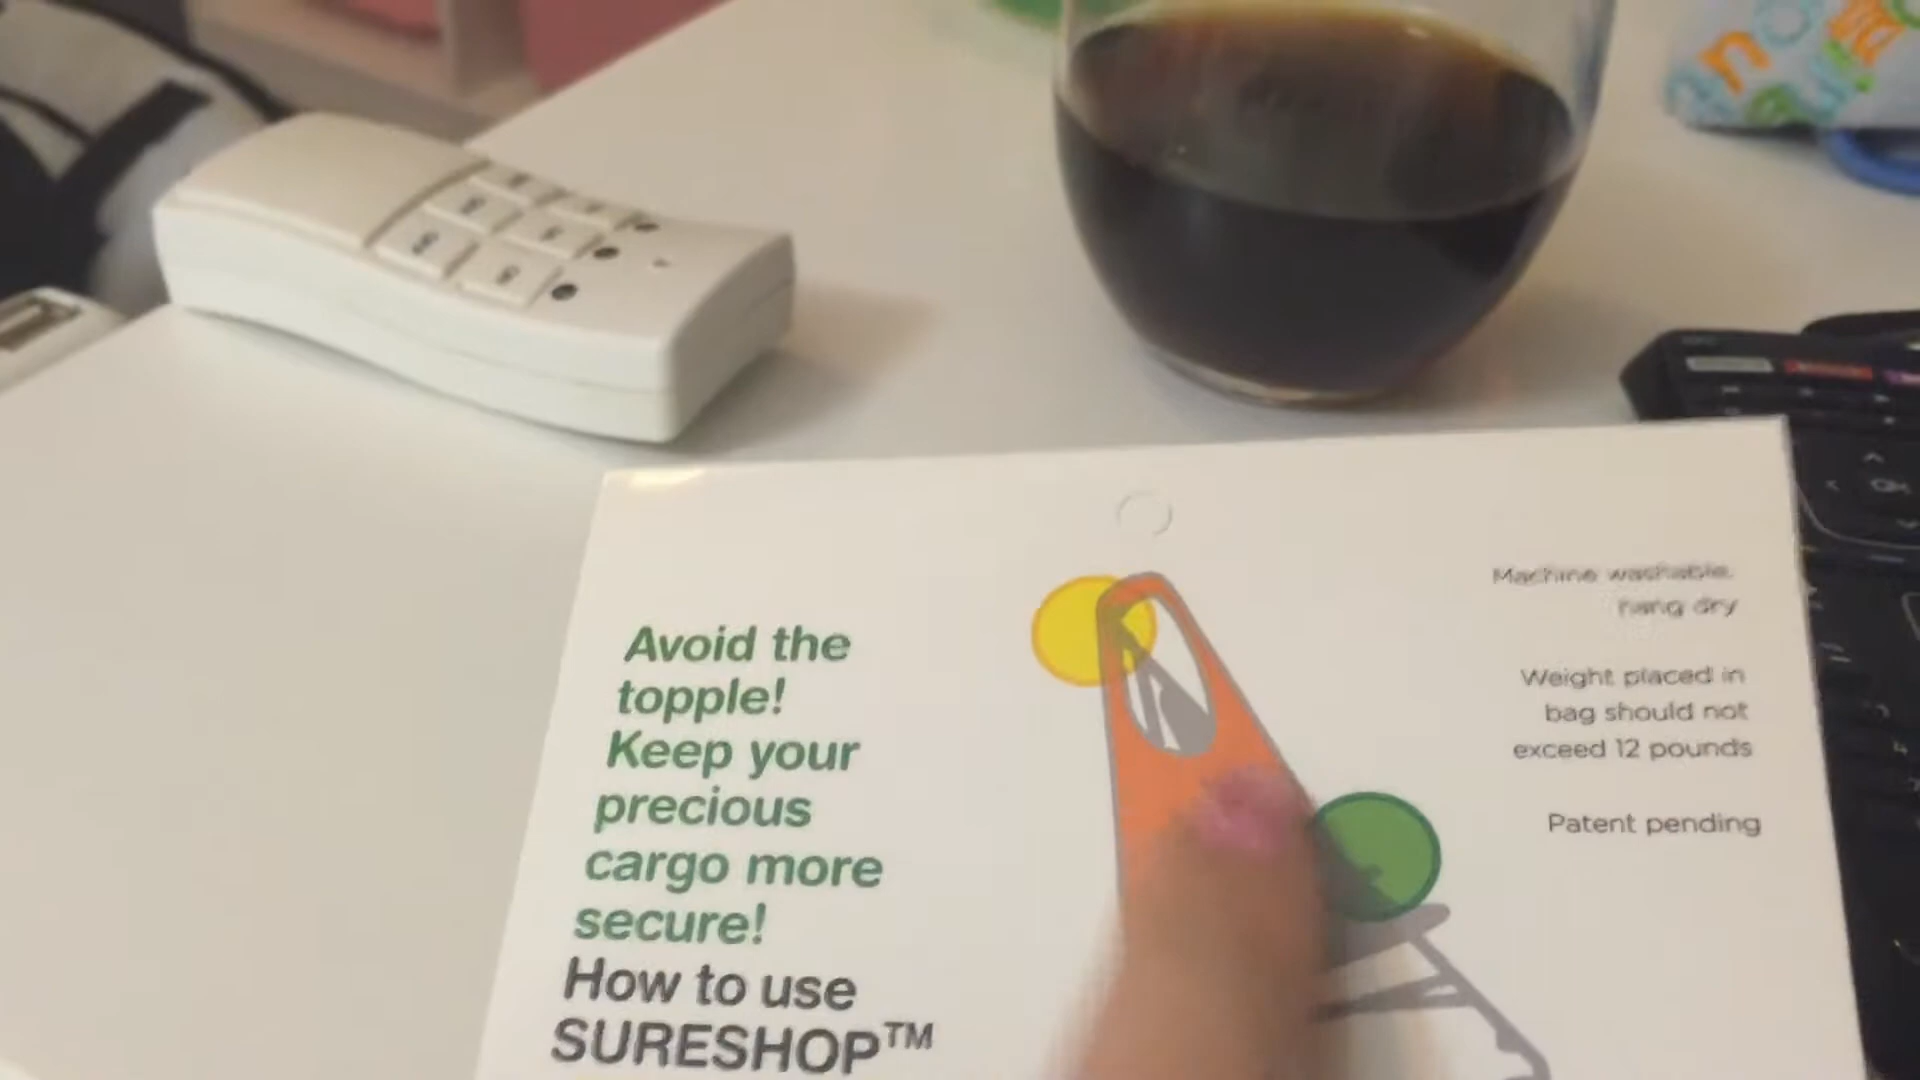 Avoid the
topple!
Keep your
precious
cargo more
secure!
How to use
SURESHOP™
Machine washable,
hang dry
Weight placed in
bag should not
exceed 12 pounds
Patent pending